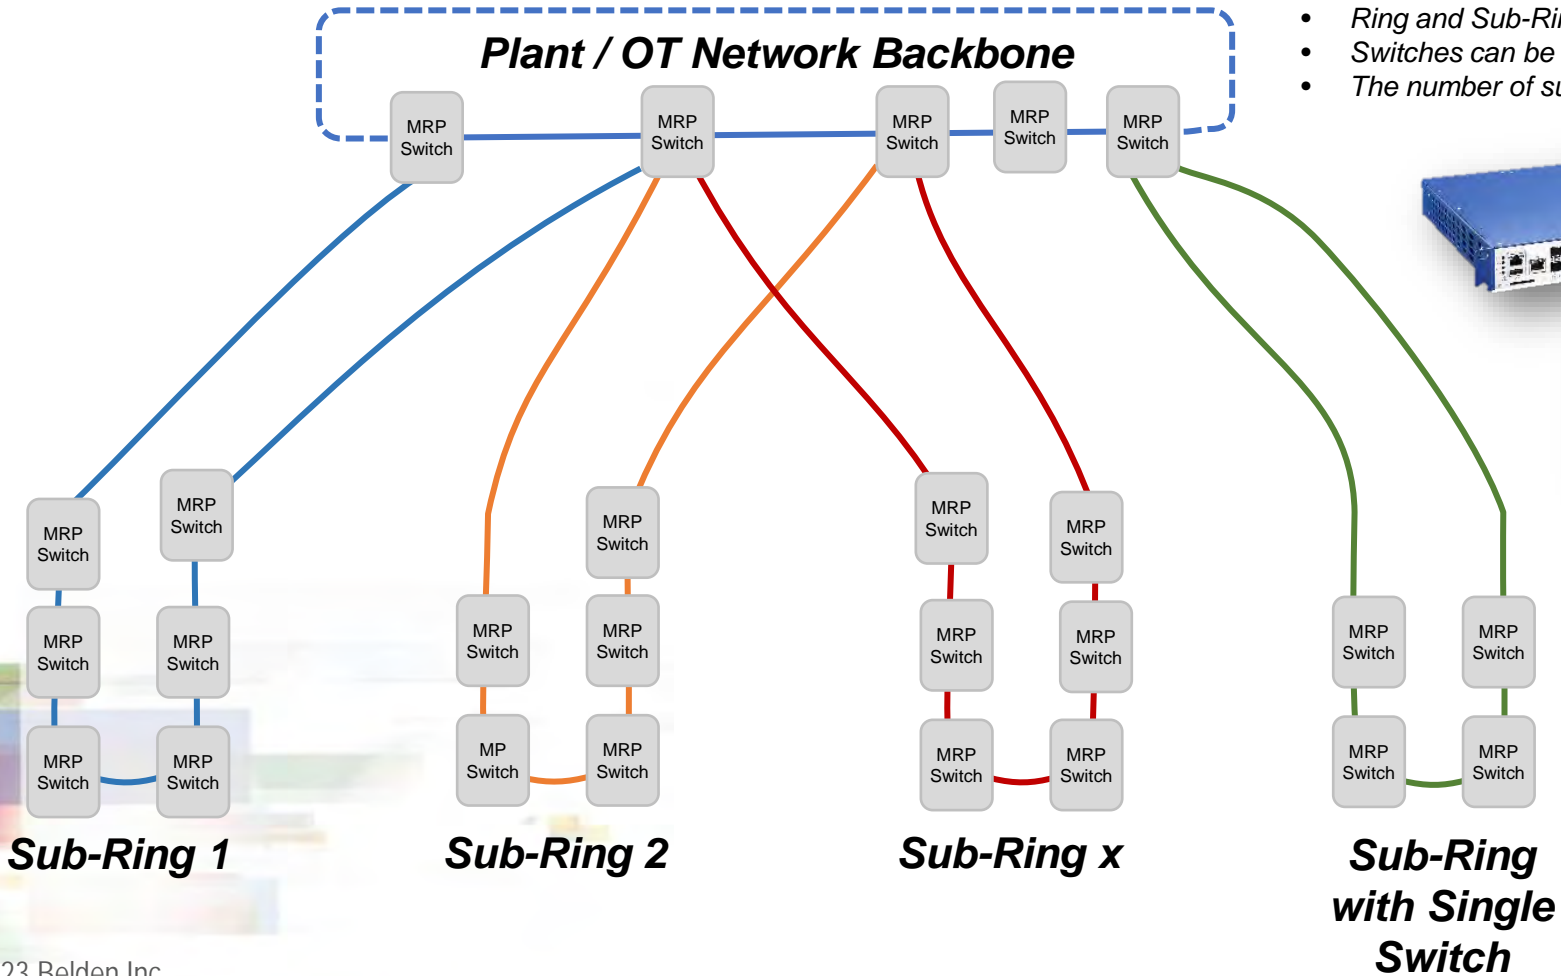 Plant / OT Network Backbone
• Ring and Sub-Rin
• Switches can be
• The number of su
MRP
Switch
MRP
Switch
MRP
Switch
MRP
Switch
MRP
Switch
MRP
Switch
MRP
Switch
MRP
Switch
MRP
Switch
MRP
Switch
MRP
Switch
MRP
Switch
MRP
Switch
MRP
Switch
MP
Switch
MRP
Switch
MRP
Switch
MRP
Switch
MRP
Switch
MRP
Switch
MRP
Switch
MRP
Switch
MRP
Switch
MRP
Switch
MRP
Switch
MRP
Switch
Sub-Ring 1
Sub-Ring 2
Sub-Ring x
Sub-Ring
with Single
Switch
23 Belden Inc